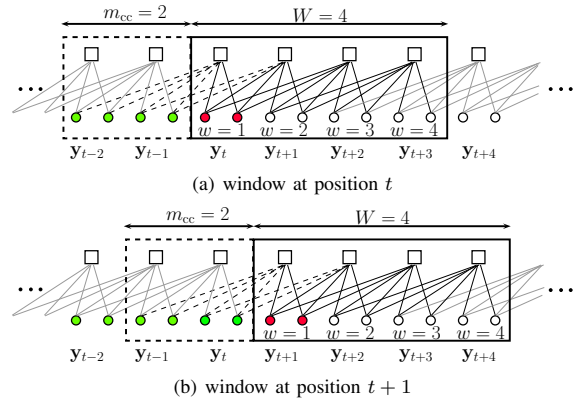 m_cc = 2 W = 4
... ...
w = 1 w = 2 w = 3 w = 4
y_{t−2} y_{t−1} y_t y_{t+1} y_{t+2} y_{t+3} y_{t+4}
(a) window at position t
m_cc = 2 W = 4
... ...
w = 1 w = 2 w = 3 w = 4
y_{t−2} y_{t−1} y_t y_{t+1} y_{t+2} y_{t+3} y_{t+4}
(b) window at position t + 1